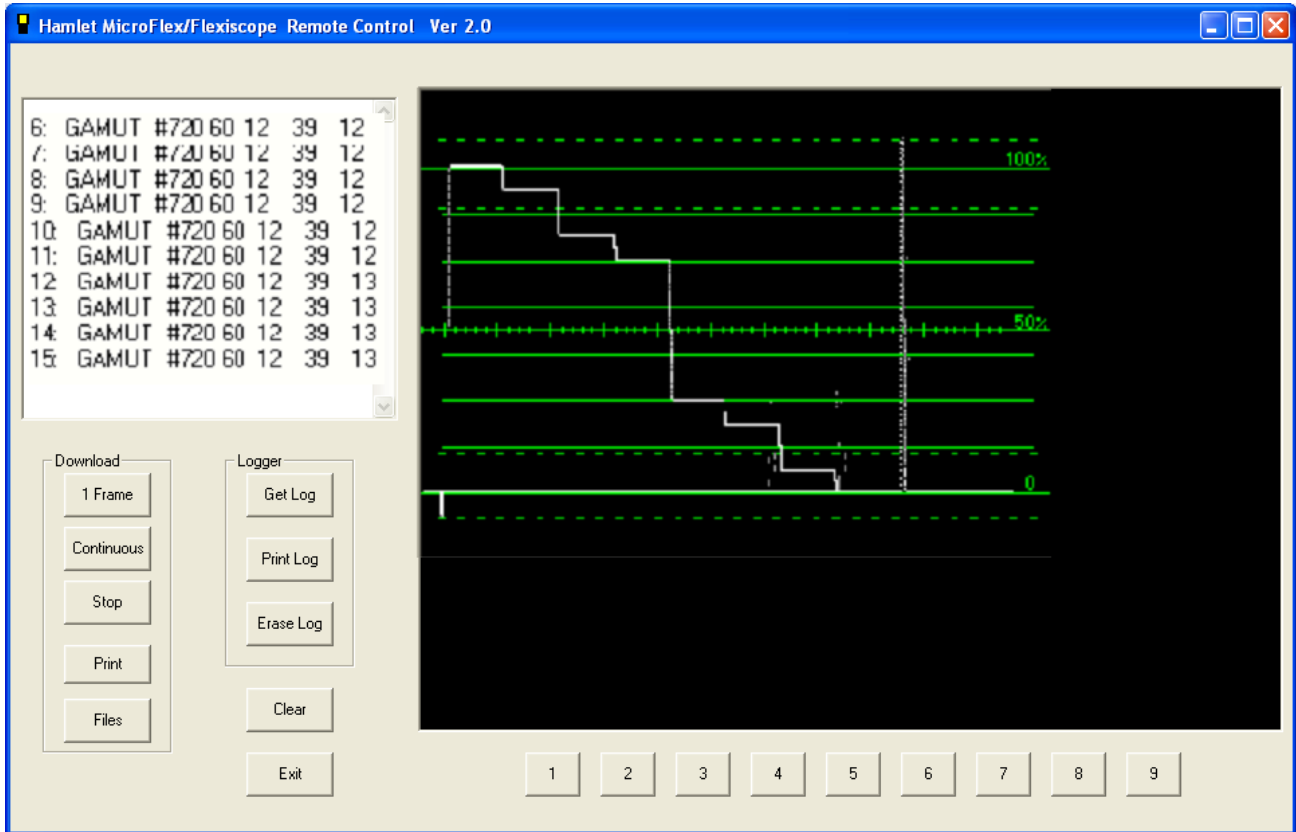 Hamlet MicroFlex/Flexiscope Remote Control Ver 2.0
6: GAMUT #720 60 12 39 12
7: GAMUT #720 60 12 39 12
8: GAMUT #720 60 12 39 12
9: GAMUT #720 60 12 39 12
10: GAMUT #720 60 12 39 12
11: GAMUT #720 60 12 39 12
12: GAMUT #720 60 12 39 13
13: GAMUT #720 60 12 39 13
14: GAMUT #720 60 12 39 13
15: GAMUT #720 60 12 39 13
100%
50%
0
Download
1 Frame
Continuous
Stop
Print
Files
Logger
Get Log
Print Log
Erase Log
Clear
Exit
1 2 3 4 5 6 7 8 9